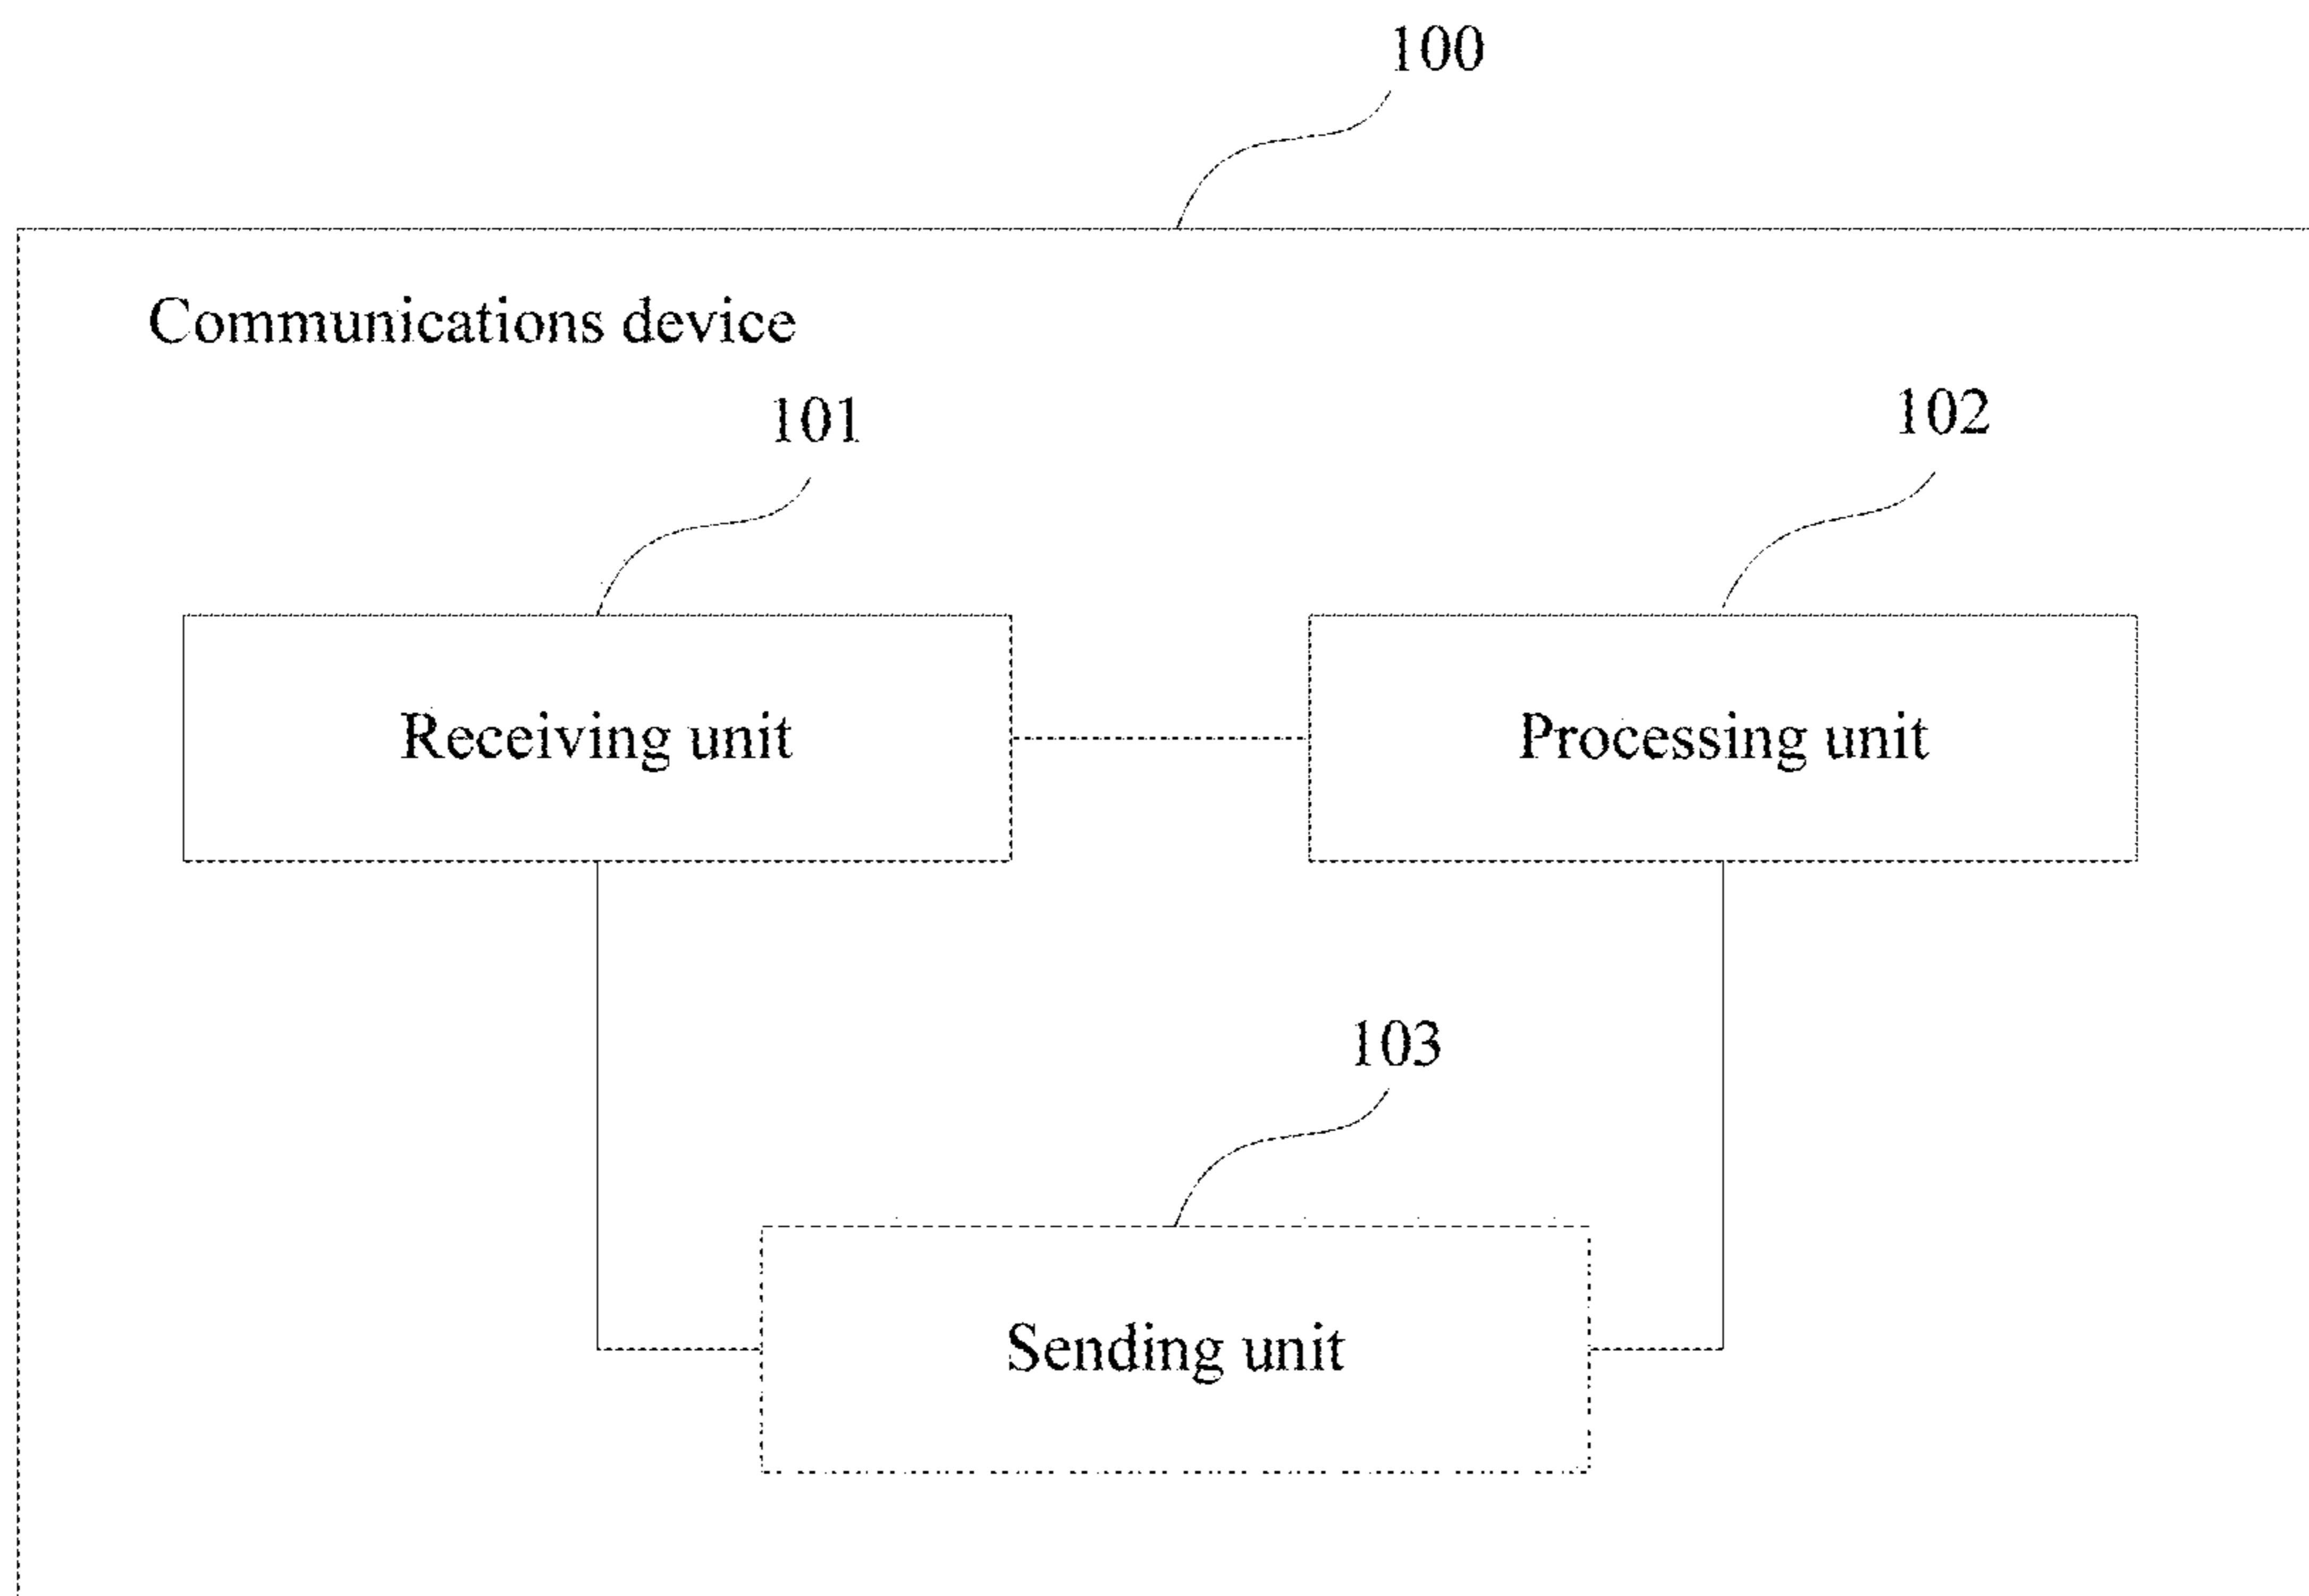 100
Communications device
101
102
Receiving unit
Processing unit
103
Sending unit